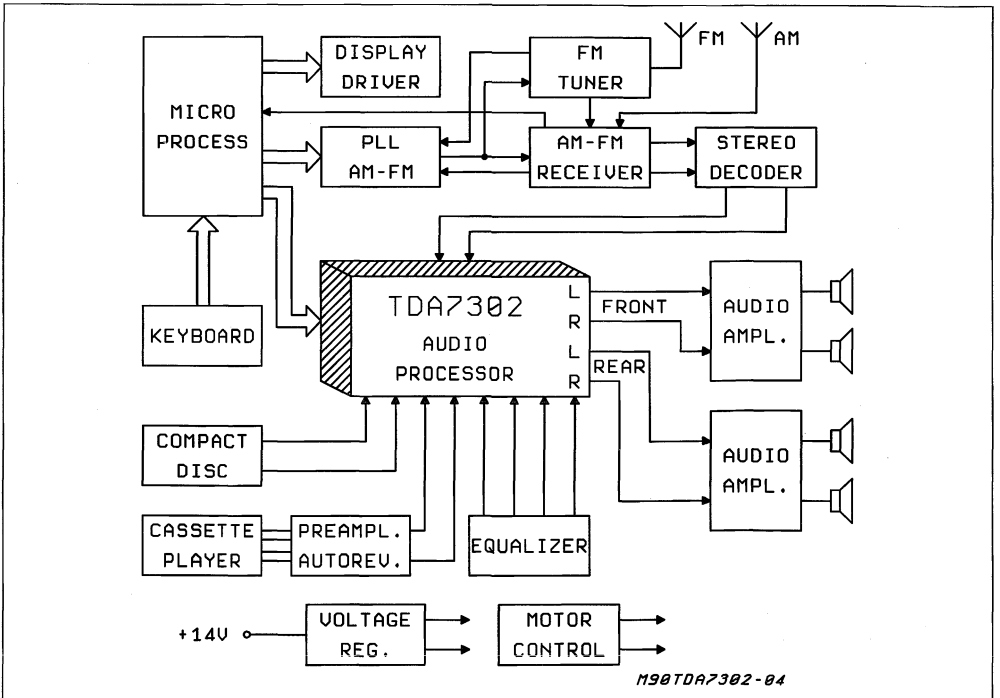 DISPLAY
DRIVER
FM
TUNER
FM
AM
MICRO
PROCESS
PLL
AM-FM
AM-FM
RECEIVER
STEREO
DECODER
KEYBOARD
TDA7302
AUDIO
PROCESSOR
L
R
L
R
FRONT
REAR
AUDIO
AMPL.
AUDIO
AMPL.
COMPACT
DISC
CASSETTE
PLAYER
PREAMPL.
AUTOREV.
EQUALIZER
+14V
VOLTAGE
REG.
MOTOR
CONTROL
M90TDA7302-04